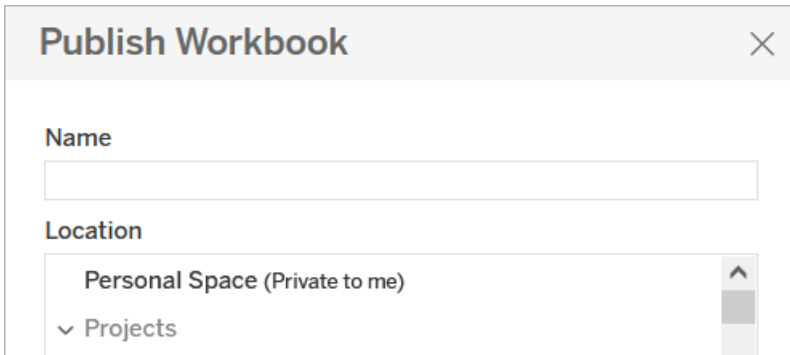 Publish Workbook
Name
Location
Personal Space (Private to me)
Projects